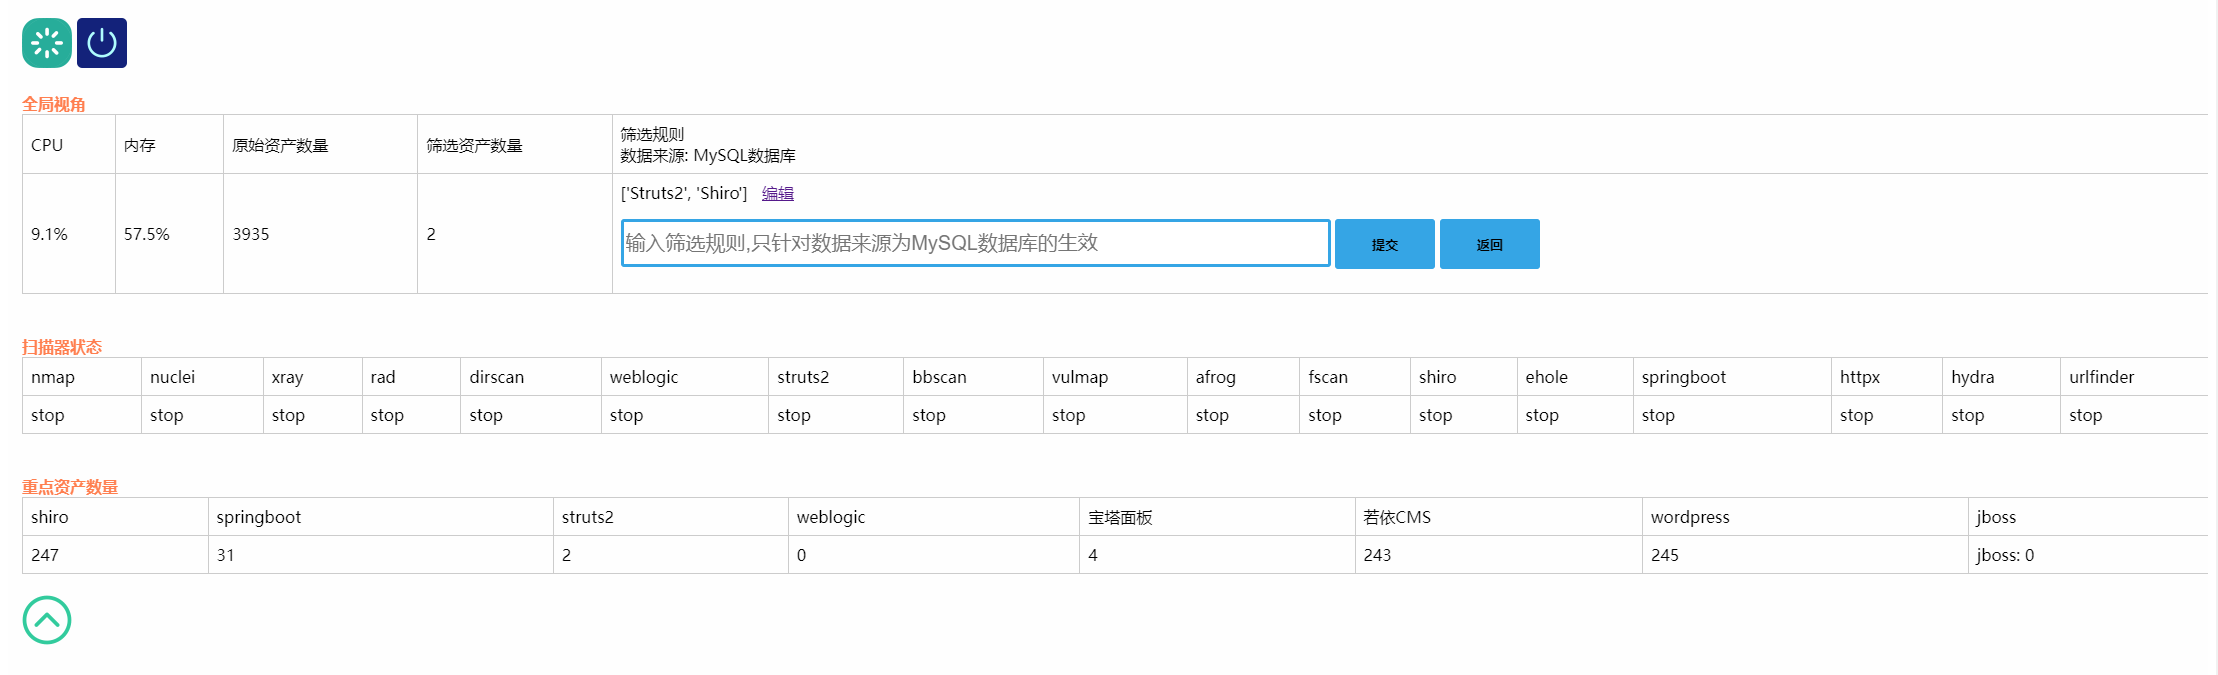 全局视角
CPU 内存 原始资产数量 筛选资产数量 筛选规则
数据来源: MySQL数据库
9.1% 57.5% 3935 2 ['Struts2', 'Shiro'] 编辑
输入筛选规则,只针对数据来源为MySQL数据库的生效 提交 返回
扫描器状态
nmap nuclei xray rad dirscan weblogic struts2 bbscan vulmap afrog fscan shiro ehole springboot httpx hydra urlfinder
stop stop stop stop stop stop stop stop stop stop stop stop stop stop stop stop stop
重点资产数量
shiro springboot struts2 weblogic 宝塔面板 若依CMS wordpress jboss
247 31 2 0 4 243 245 jboss: 0